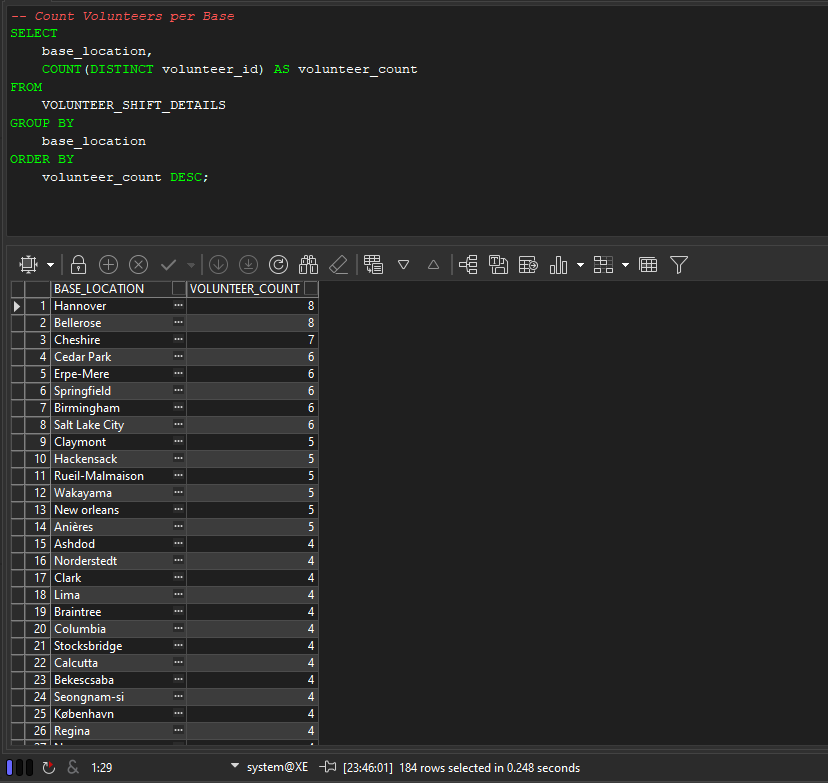 -- Count Volunteers per Base
SELECT
base_location,
COUNT(DISTINCT volunteer_id) AS volunteer_count
FROM
VOLUNTEER_SHIFT_DETAILS
GROUP BY
base_location
ORDER BY
volunteer_count DESC;
BASE_LOCATION VOLUNTEER_COUNT
1 Hannover ... 8
2 Bellerose ... 8
3 Cheshire ... 7
4 Cedar Park ... 6
5 Erpe-Mere ... 6
6 Springfield ... 6
7 Birmingham ... 6
8 Salt Lake City ... 6
9 Claymont ... 5
10 Hackensack ... 5
11 Rueil-Malmaison ... 5
12 Wakayama ... 5
13 New orleans ... 5
14 Anières ... 5
15 Ashdod ... 4
16 Norderstedt ... 4
17 Clark ... 4
18 Lima ... 4
19 Braintree ... 4
20 Columbia ... 4
21 Stocksbridge ... 4
22 Calcutta ... 4
23 Bekescsaba ... 4
24 Seongnam-si ... 4
25 København ... 4
26 Regina ... 4
& 1:29 system@XE [23:46:01] 184 rows selected in 0.248 seconds